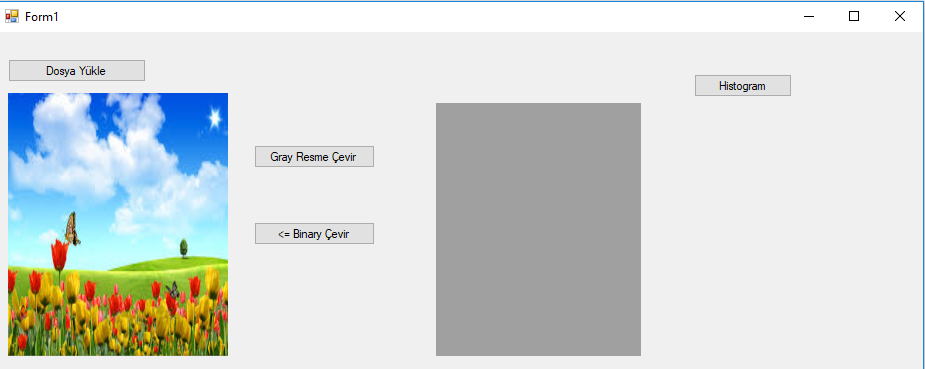 Form1
Dosya Yükle
Histogram
Gray Resme Çevir
<= Binary Çevir